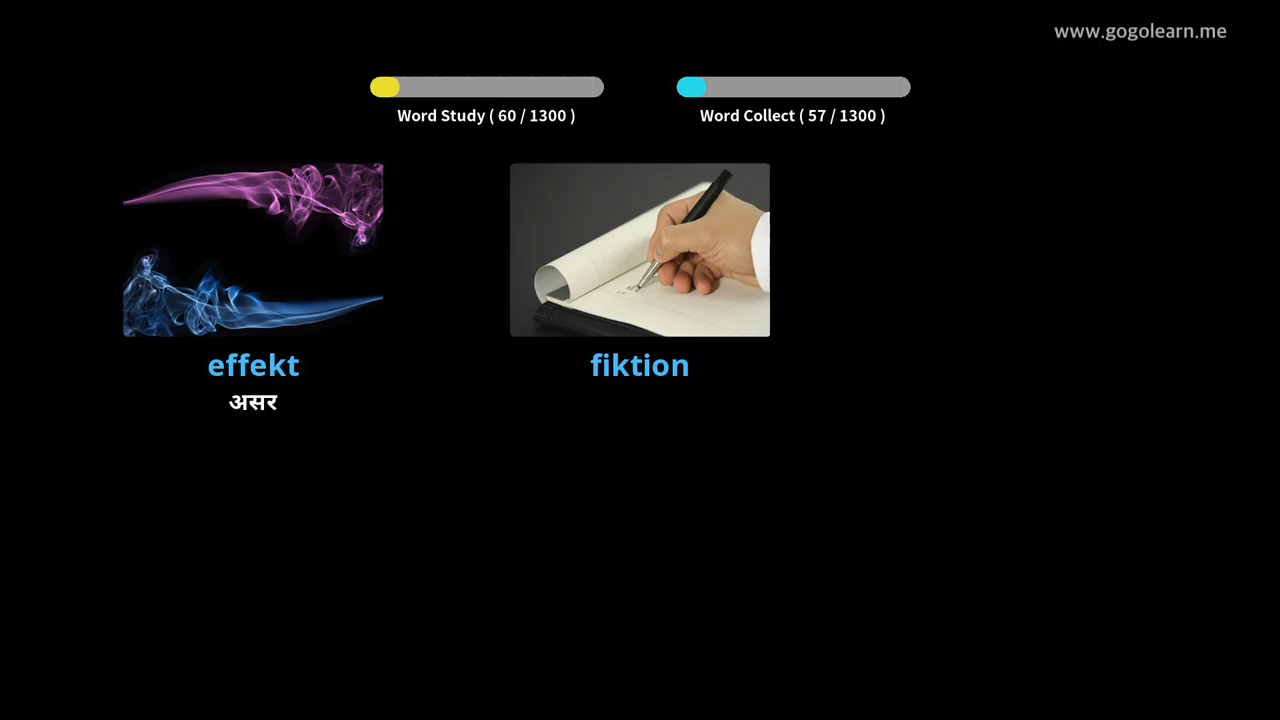 www.gogolearn.me
Word Study ( 60 / 1300 )
Word Collect ( 57 / 1300 )
effekt
fiktion
असर